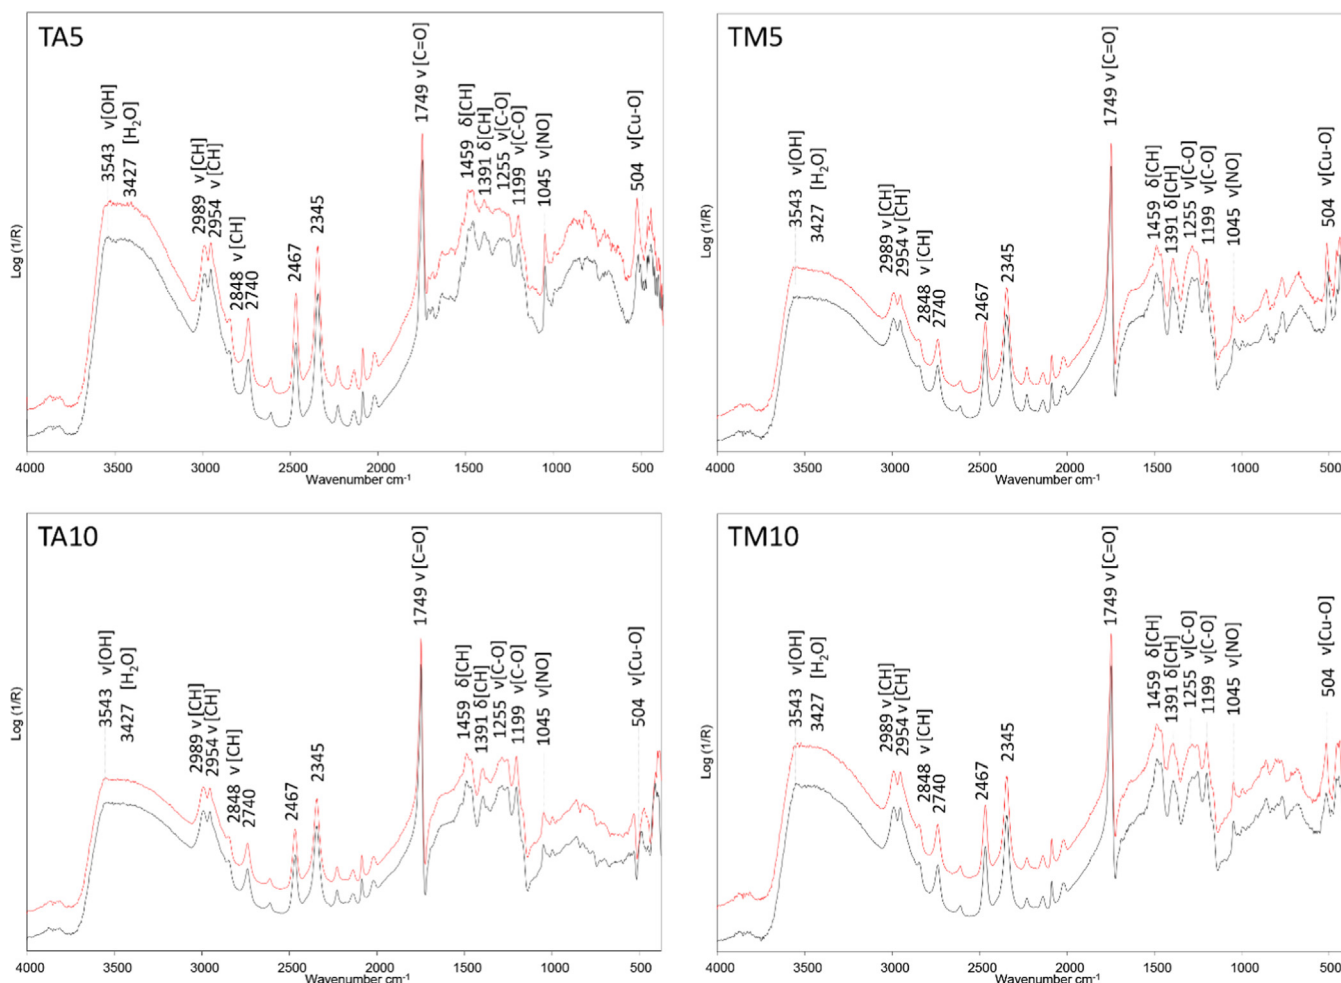 TA5
3543 ν[OH]
3427 [H₂O]
2989 ν[CH]
2954 ν[CH]
2848 ν[CH]
2740
2467
2345
1749 ν[C=O]
1459 δ[CH]
1391 δ[CH]
1255 ν[C-O]
1199 ν[C-O]
1045 ν[NO]
504 ν[Cu-O]
Log (1/R)
4000 3500 3000 2500 2000 1500 1000 500
Wavenumber cm⁻¹
TM5
3543 ν[OH]
3427 [H₂O]
2989 ν[CH]
2954 ν[CH]
2848 ν[CH]
2740
2467
2345
1749 ν[C=O]
1459 δ[CH]
1391 δ[CH]
1255 ν[C-O]
1199 ν[C-O]
1045 ν[NO]
504 ν[Cu-O]
Log (1/R)
4000 3500 3000 2500 2000 1500 1000 500
Wavenumber cm⁻¹
TA10
3543 ν[OH]
3427 [H₂O]
2989 ν[CH]
2954 ν[CH]
2848 ν[CH]
2740
2467
2345
1749 ν[C=O]
1459 δ[CH]
1391 δ[CH]
1255 ν[C-O]
1199 ν[C-O]
1045 ν[NO]
504 ν[Cu-O]
Log (1/R)
4000 3500 3000 2500 2000 1500 1000 500
Wavenumber cm⁻¹
TM10
3543 ν[OH]
3427 [H₂O]
2989 ν[CH]
2954 ν[CH]
2848 ν[CH]
2740
2467
2345
1749 ν[C=O]
1459 δ[CH]
1391 δ[CH]
1255 ν[C-O]
1199 ν[C-O]
1045 ν[NO]
504 ν[Cu-O]
Log (1/R)
4000 3500 3000 2500 2000 1500 1000 500
Wavenumber cm⁻¹